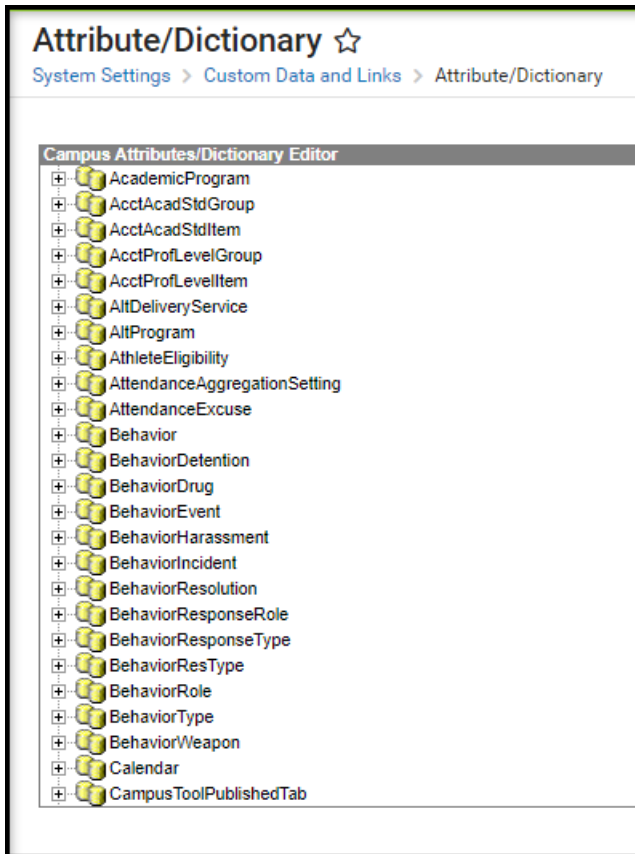 Attribute/Dictionary
System Settings > Custom Data and Links > Attribute/Dictionary
Campus Attributes/Dictionary Editor
AcademicProgram
AcctAcadStdGroup
AcctAcadStdItem
AcctProfLevelGroup
AcctProfLevelItem
AltDeliveryService
AltProgram
AthleteEligibility
AttendanceAggregationSetting
AttendanceExcuse
Behavior
BehaviorDetention
BehaviorDrug
BehaviorEvent
BehaviorHarassment
BehaviorIncident
BehaviorResolution
BehaviorResponseRole
BehaviorResponseType
BehaviorResType
BehaviorRole
BehaviorType
BehaviorWeapon
Calendar
CampusToolPublishedTab